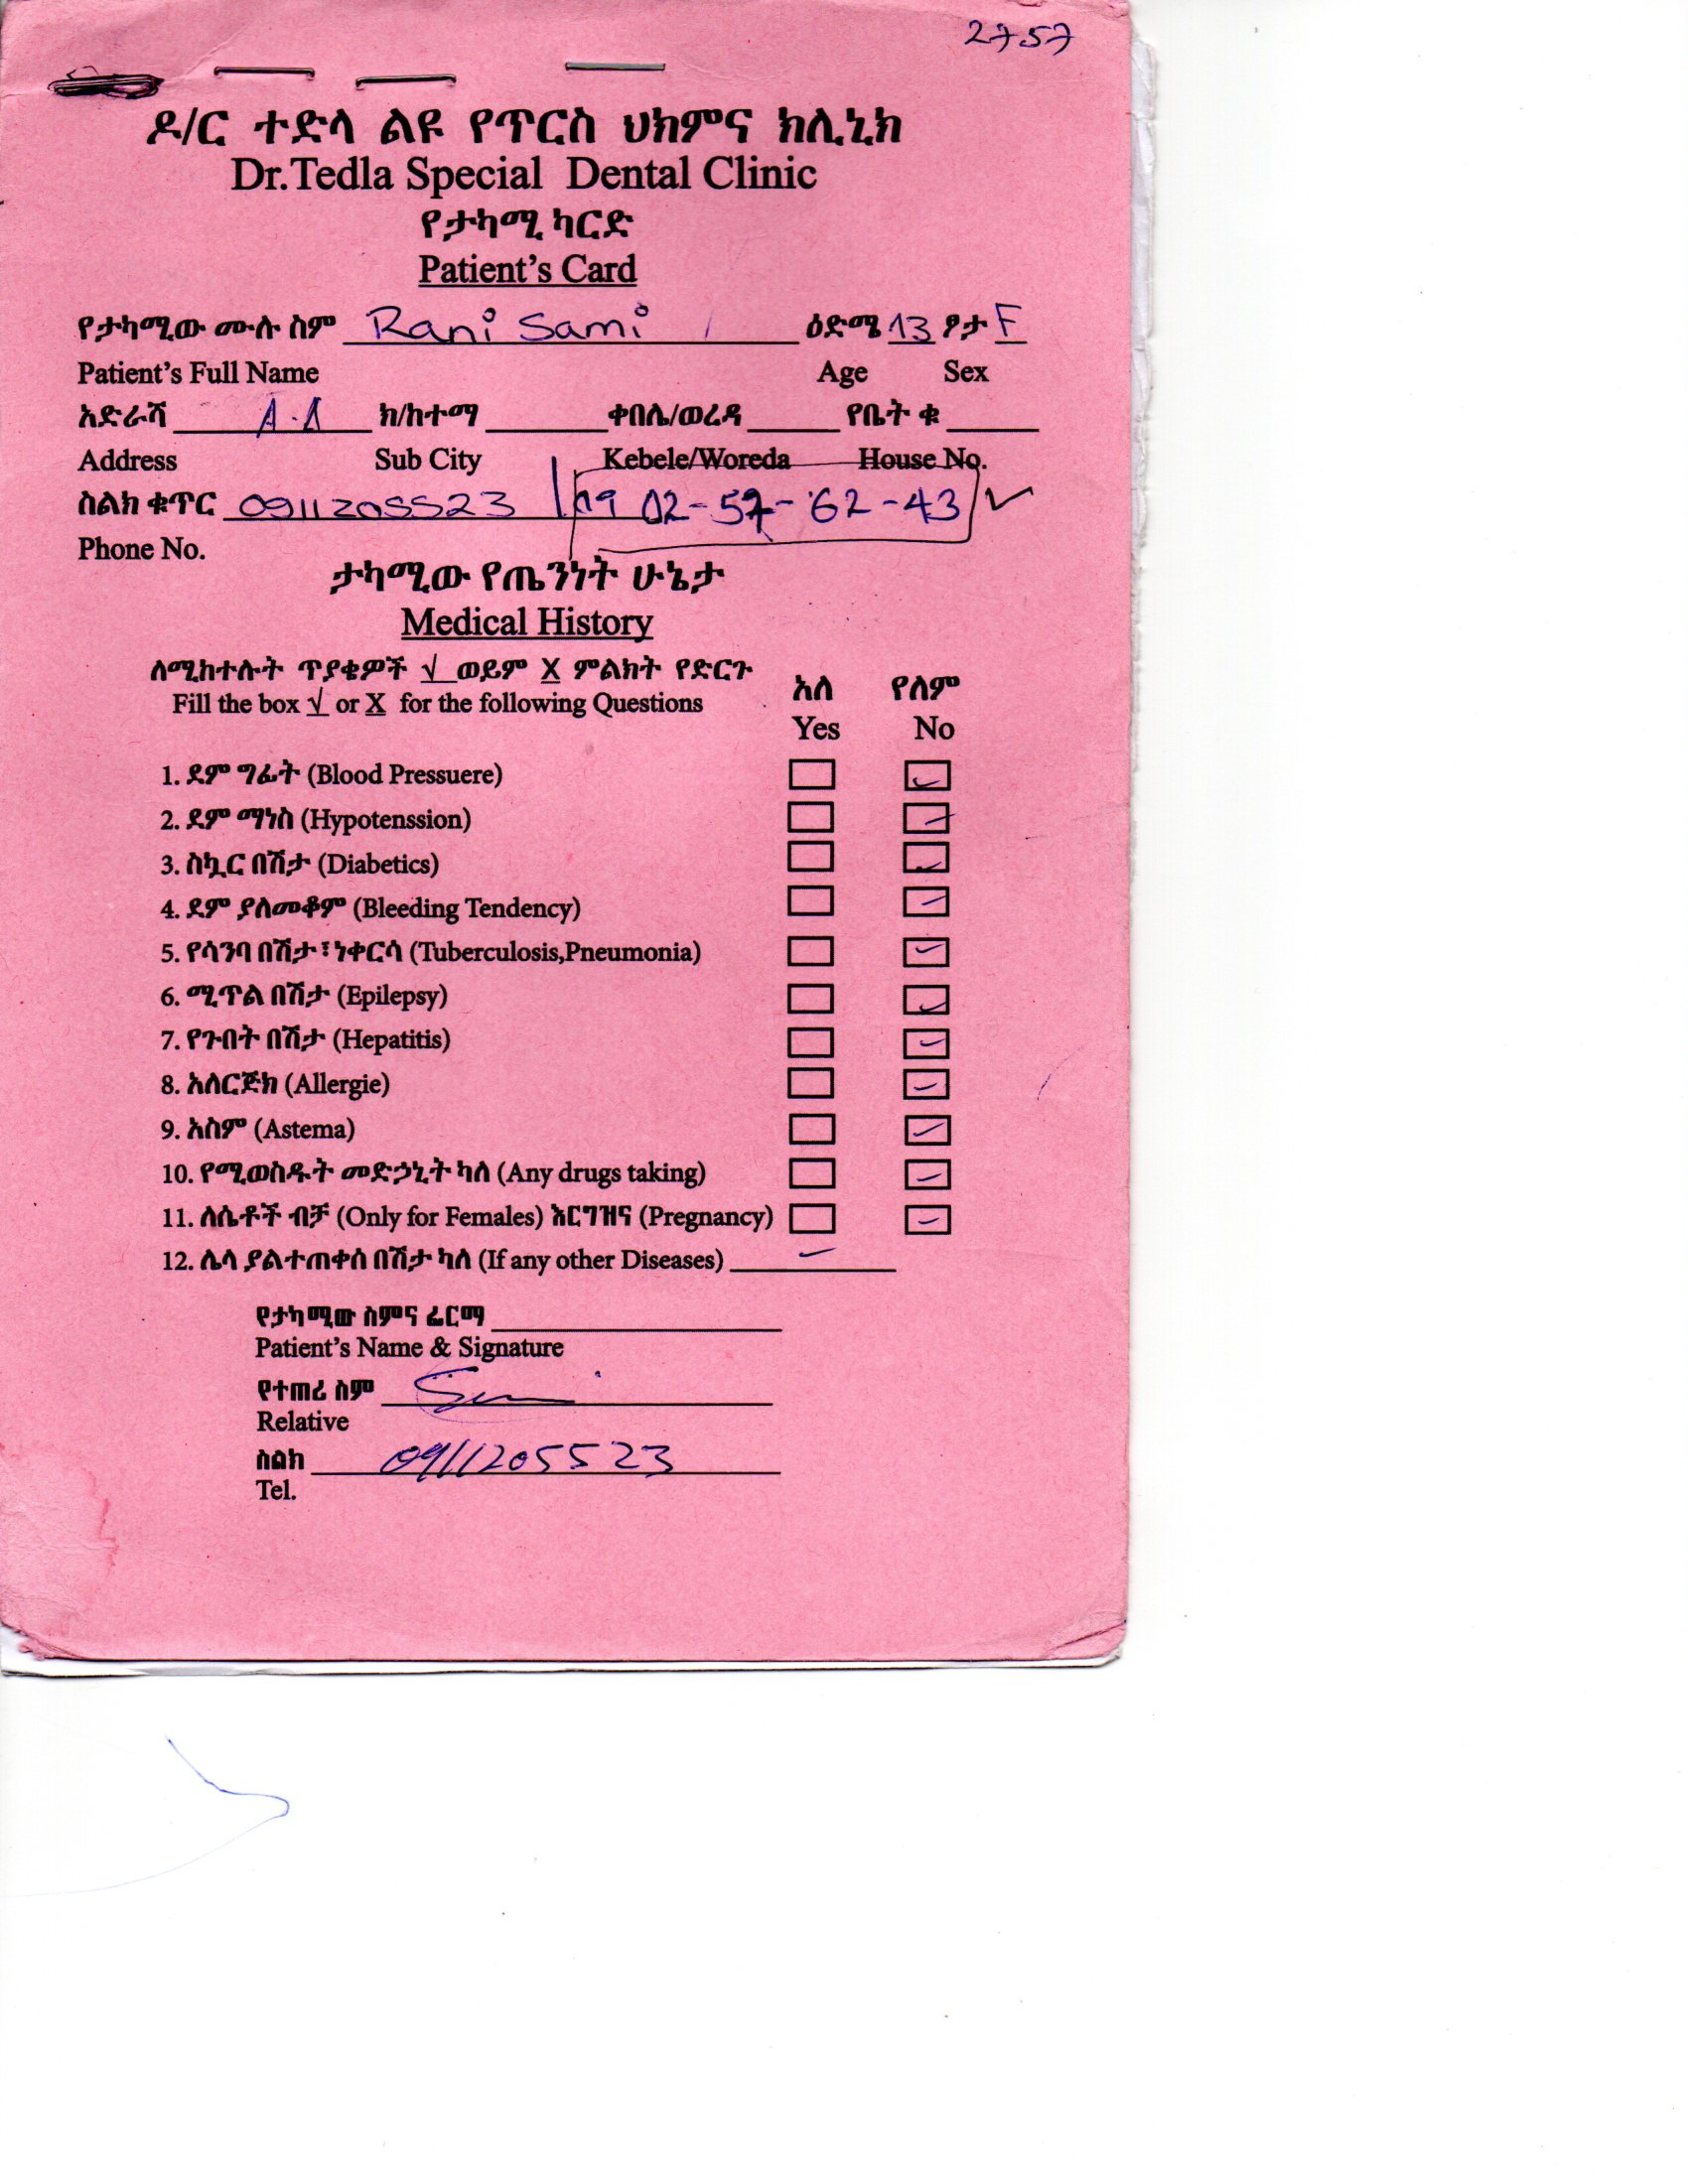 2757
ዶ/ር ተድላ ልዩ የጥርስ ህክምና ክሊኒክ
Dr.Tedla Special Dental Clinic
የታካሚ ካርድ
Patient's Card
የታካሚው ሙሉ ስም Rani Sami ዕድሜ 13 ፆታ F
Patient's Full Name Age Sex
አድራሻ A.A ክ/ከተማ ቀበሌ/ወረዳ የቤት ቁ
Address Sub City Kebele/Woreda House No.
ስልክ ቁጥር 0911205523 09 02-57-62-43 ✓
Phone No.
ታካሚው የጤንነት ሁኔታ
Medical History
ለሚከተሉት ጥያቄዎች √ ወይም X ምልክት የድርጉ
Fill the box √ or X for the following Questions
አለ የለም
Yes No
1. ደም ግፊት (Blood Pressuere) ✓
2. ደም ማነስ (Hypotenssion) ✓
3. ስኳር በሽታ (Diabetics) ✓
4. ደም ያለመቆም (Bleeding Tendency) ✓
5. የሳንባ በሽታ፣ነቀርሳ (Tuberculosis,Pneumonia) ✓
6. ሚጥል በሽታ (Epilepsy) ✓
7. የጉበት በሽታ (Hepatitis) ✓
8. አለርጅክ (Allergie) ✓
9. አስም (Astema) ✓
10. የሚወስዱት መድኃኒት ካለ (Any drugs taking) ✓
11. ለሴቶች ብቻ (Only for Females) እርግዝና (Pregnancy) ✓
12. ሌላ ያልተጠቀሰ በሽታ ካለ (If any other Diseases) ✓
የታካሚው ስምና ፊርማ
Patient's Name & Signature
የተጠሪ ስም
Relative
ስልክ 0911205523
Tel.